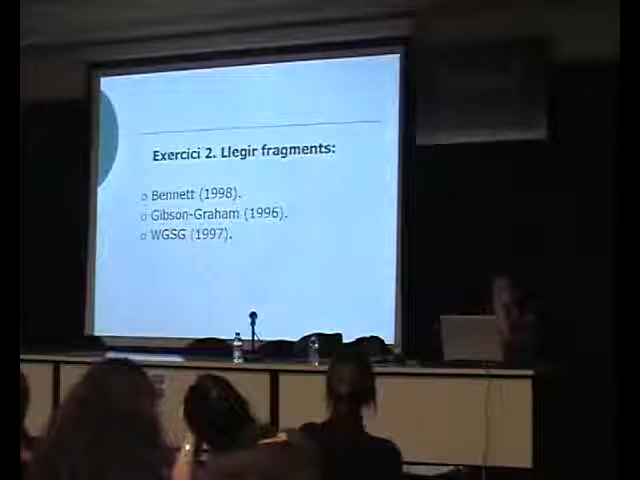 Exercici 2. Llegir fragments:
Bennett (1998).
Gibson-Graham (1996).
WGSG (1997).